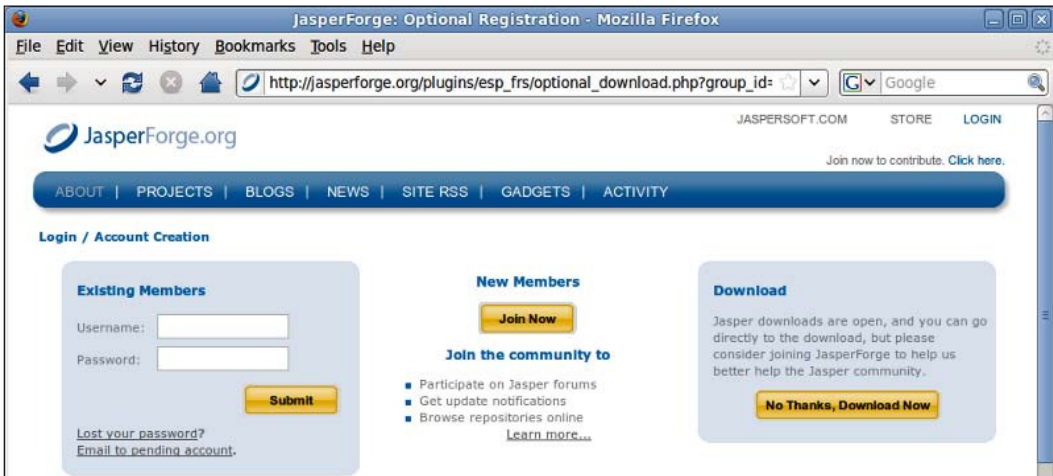 JasperForge: Optional Registration - Mozilla Firefox
File Edit View History Bookmarks Tools Help
http://jasperforge.org/plugins/esp_frs/optional_download.php?group_id=
G Google
JasperForge.org
JASPERSOFT.COM STORE LOGIN
Join now to contribute. Click here.
ABOUT | PROJECTS | BLOGS | NEWS | SITE RSS | GADGETS | ACTIVITY
Login / Account Creation
Existing Members
Username:
Password:
Submit
Lost your password?
Email to pending account.
New Members
Join Now
Join the community to
Participate on Jasper forums
Get update notifications
Browse repositories online
Learn more...
Download
Jasper downloads are open, and you can go
directly to the download, but please
consider joining JasperForge to help us
better help the Jasper community.
No Thanks, Download Now